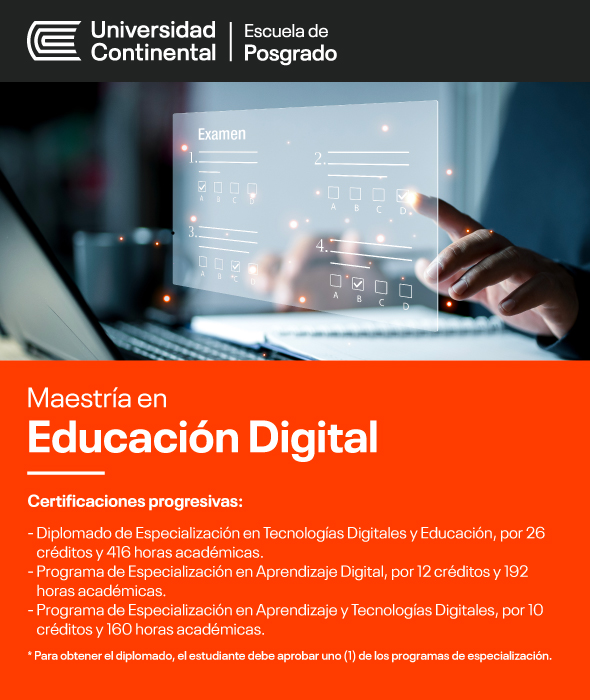 Universidad
Continental
Escuela de
Posgrado
Examen
1.
A B C D
2.
A B C D
3.
A B C D
4.
A B C D
Maestría en
Educación Digital
Certificaciones progresivas:
- Diplomado de Especialización en Tecnologías Digitales y Educación, por 26
créditos y 416 horas académicas.
- Programa de Especialización en Aprendizaje Digital, por 12 créditos y 192
horas académicas.
- Programa de Especialización en Aprendizaje y Tecnologías Digitales, por 10
créditos y 160 horas académicas.
* Para obtener el diplomado, el estudiante debe aprobar uno (1) de los programas de especialización.